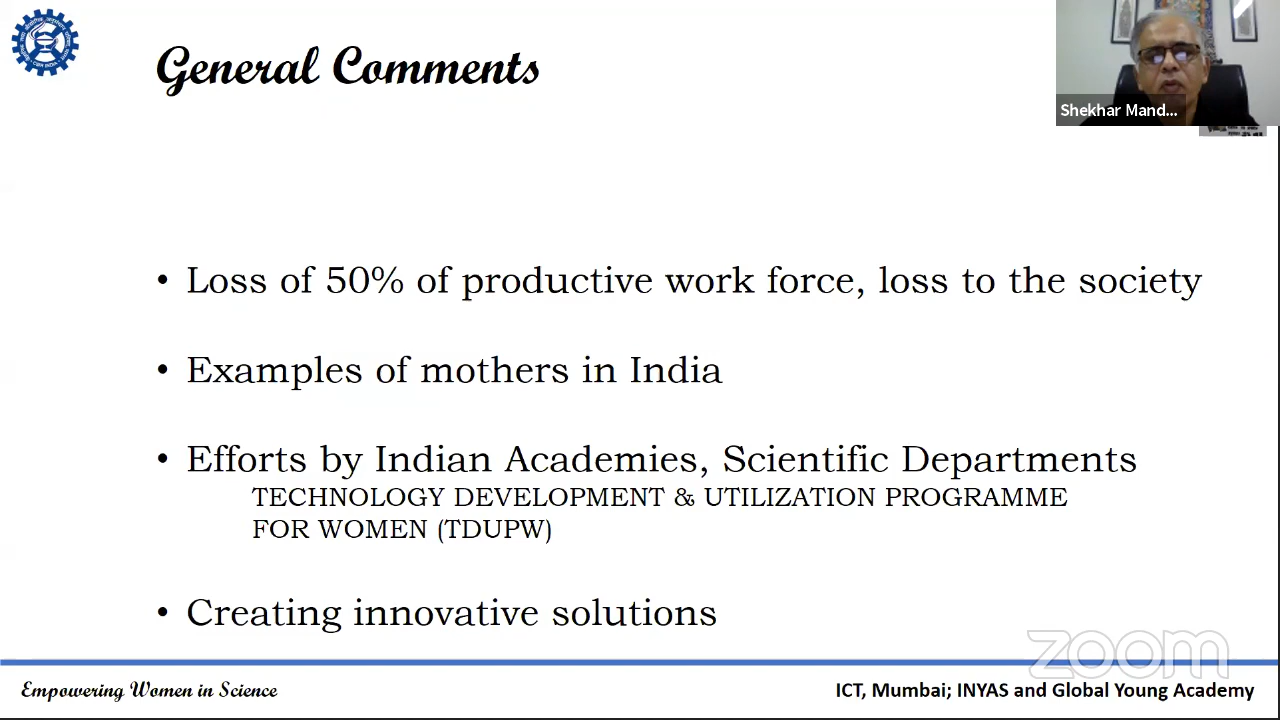 General Comments
Shekhar Mand...
• Loss of 50% of productive work force, loss to the society
• Examples of mothers in India
• Efforts by Indian Academies, Scientific Departments
TECHNOLOGY DEVELOPMENT & UTILIZATION PROGRAMME
FOR WOMEN (TDUPW)
• Creating innovative solutions
zoom
Empowering Women in Science
ICT, Mumbai; INYAS and Global Young Academy